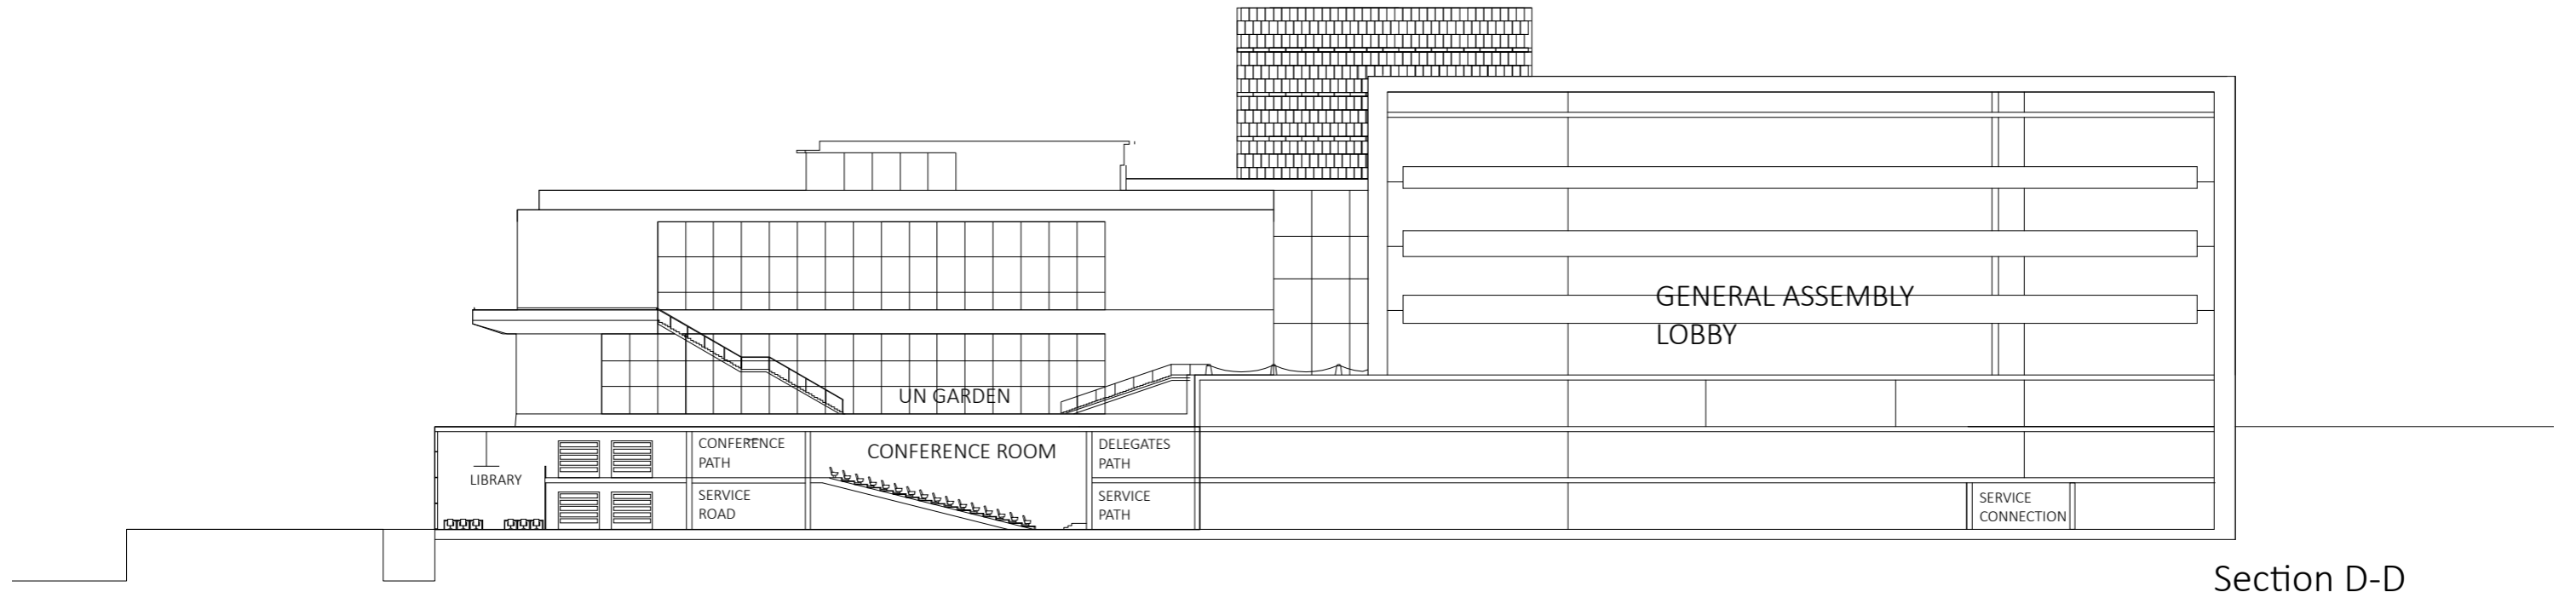 GENERAL ASSEMBLY
LOBBY
UN GARDEN
CONFERENCE
PATH
CONFERENCE ROOM
DELEGATES
PATH
LIBRARY
SERVICE
ROAD
SERVICE
PATH
SERVICE
CONNECTION
Section D-D